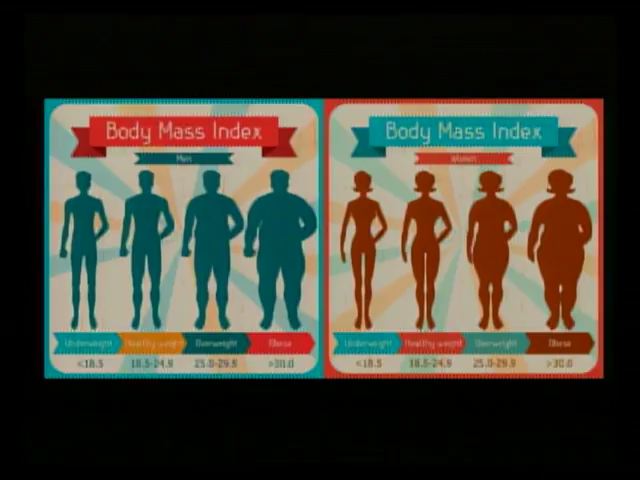 Body Mass Index
Men
Underweight Healthy weight Overweight Obese
<18.5 18.5-24.9 25.0-29.9 >30.0
Body Mass Index
Women
Underweight Healthy weight Overweight Obese
<18.5 18.5-24.9 25.0-29.9 >30.0